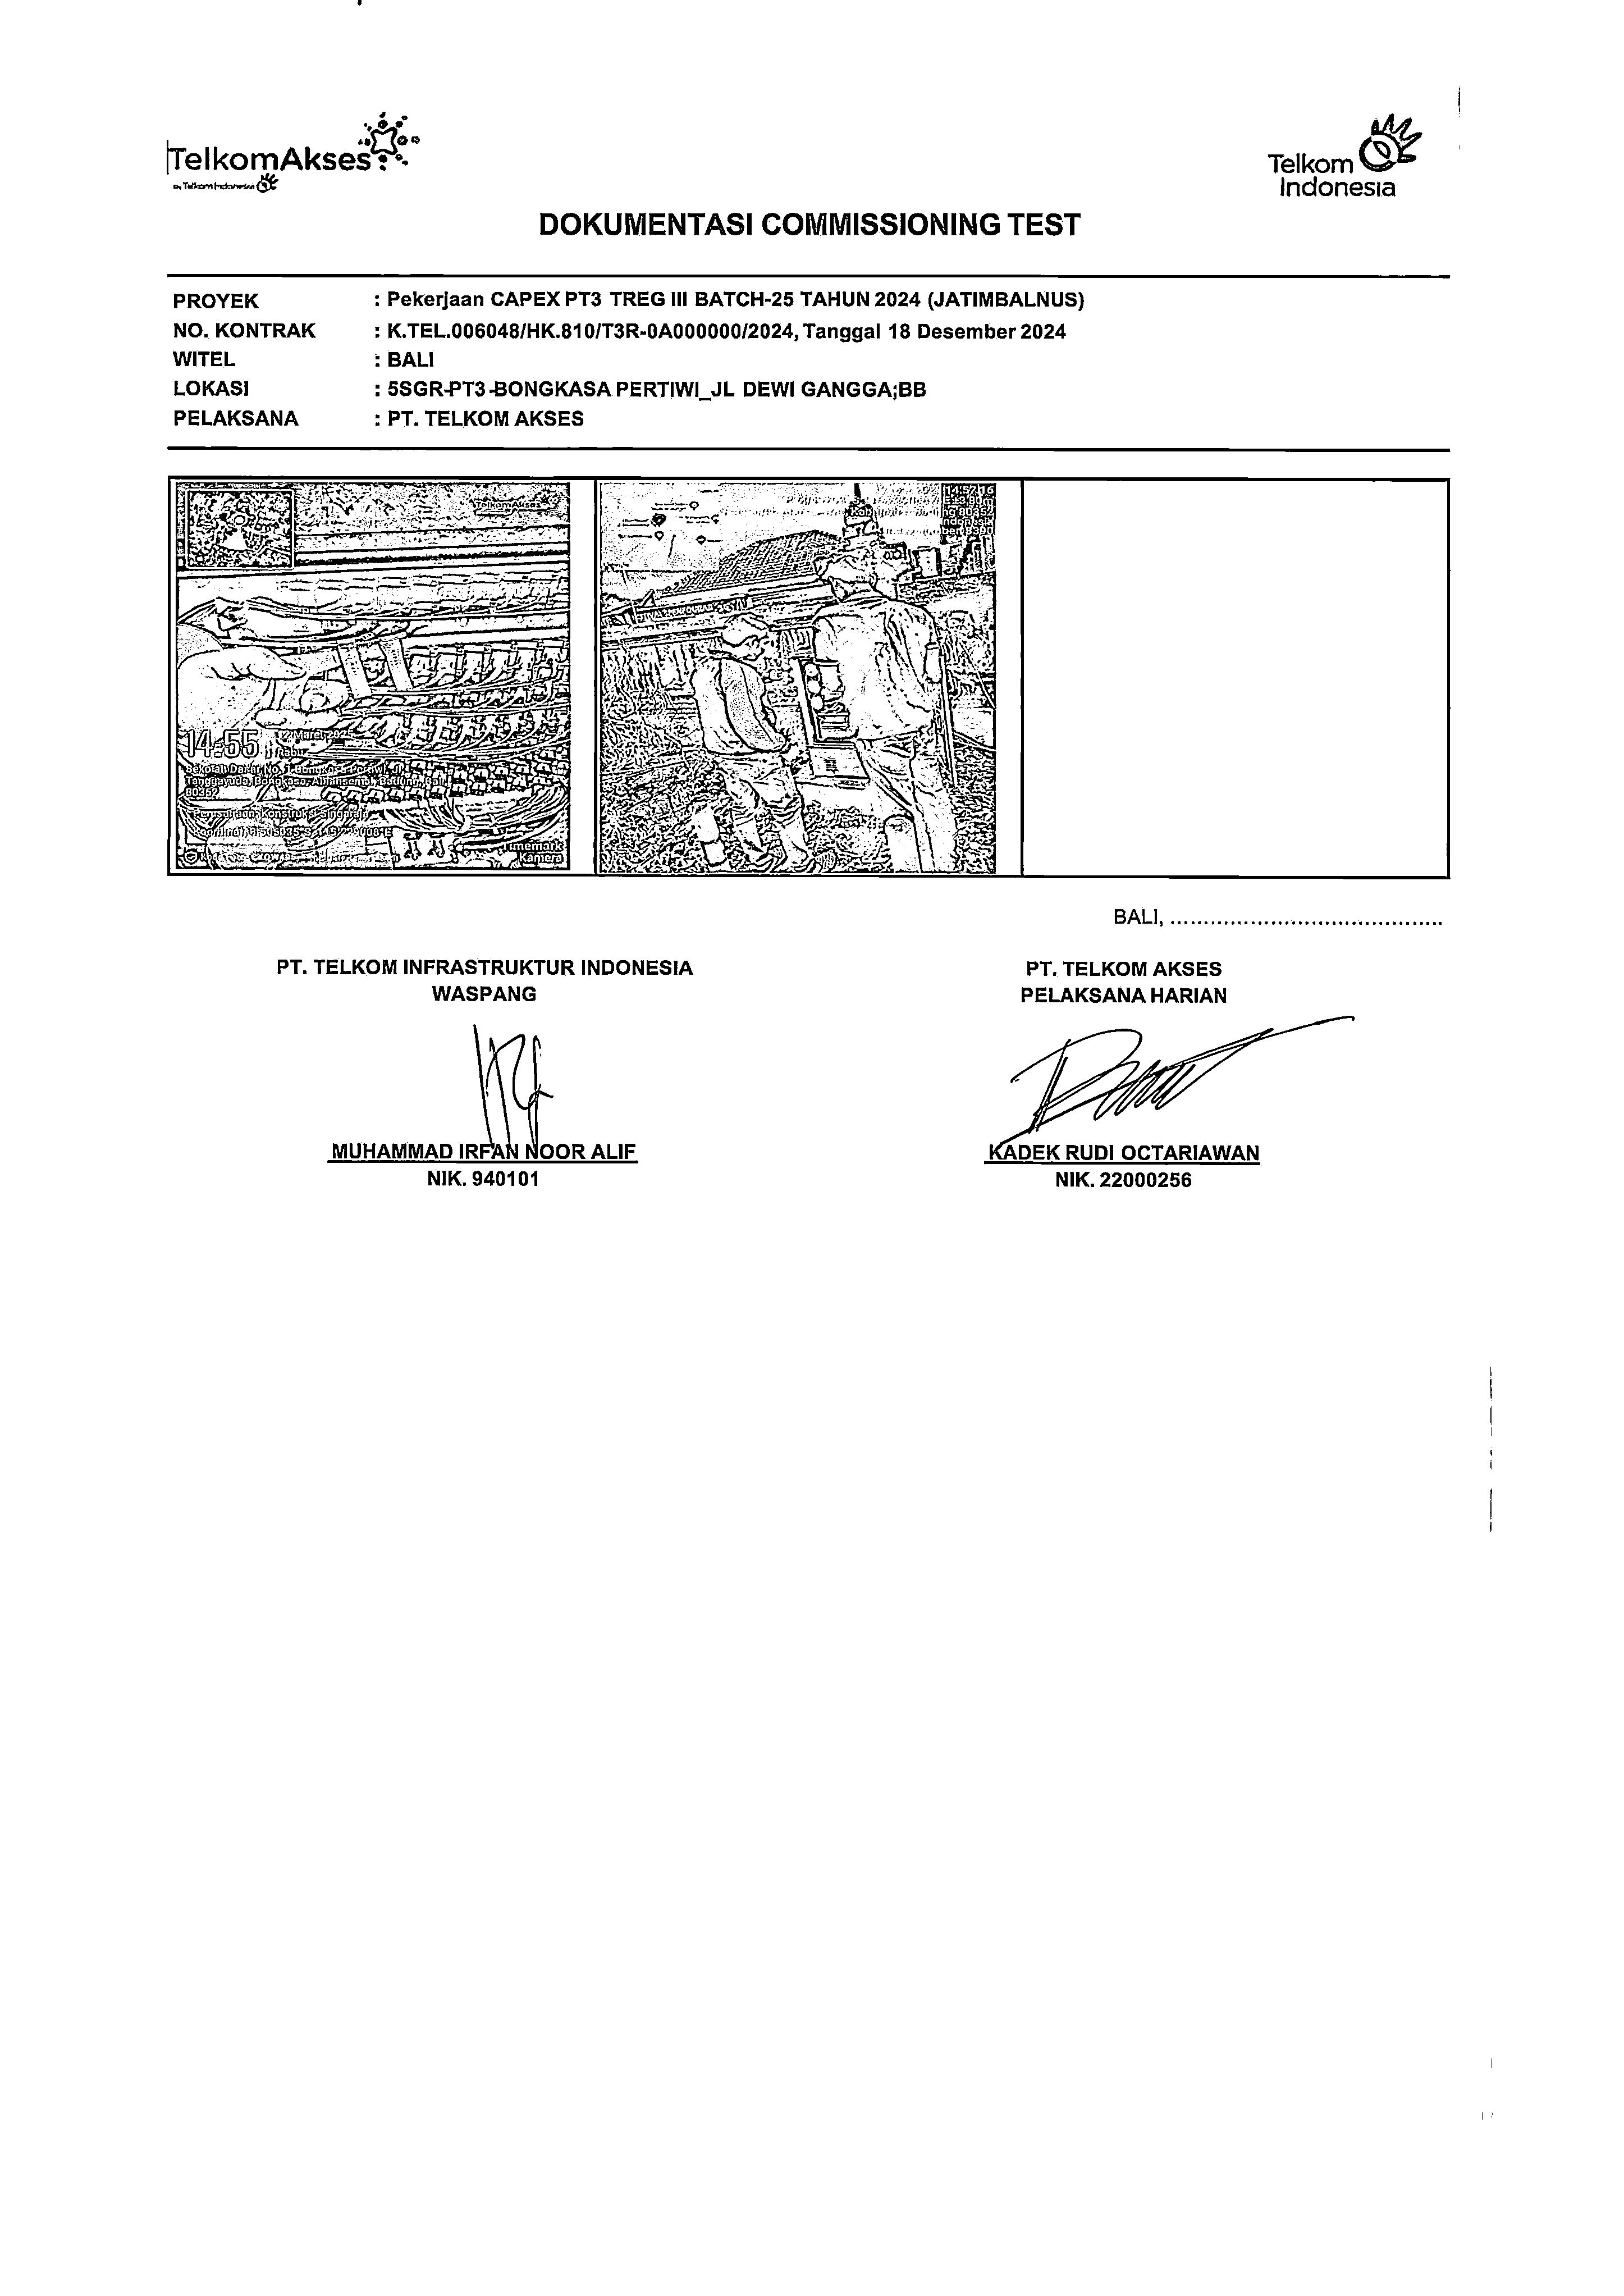 TelkomAkses
by Telkom Indonesia
Telkom
Indonesia
DOKUMENTASI COMMISSIONING TEST
PROYEK : Pekerjaan CAPEX PT3 TREG III BATCH-25 TAHUN 2024 (JATIMBALNUS)
NO. KONTRAK : K.TEL.006048/HK.810/T3R-0A000000/2024, Tanggal 18 Desember 2024
WITEL : BALI
LOKASI : 5SGR-PT3-BONGKASA PERTIWI_JL DEWI GANGGA;BB
PELAKSANA : PT. TELKOM AKSES
TelkomAkses
14:55
12 Maret 2025
Rabu
80352
Timemark
Kamera
BALI, ........................................
PT. TELKOM INFRASTRUKTUR INDONESIA
WASPANG
PT. TELKOM AKSES
PELAKSANA HARIAN
MUHAMMAD IRFAN NOOR ALIF
NIK. 940101
KADEK RUDI OCTARIAWAN
NIK. 22000256